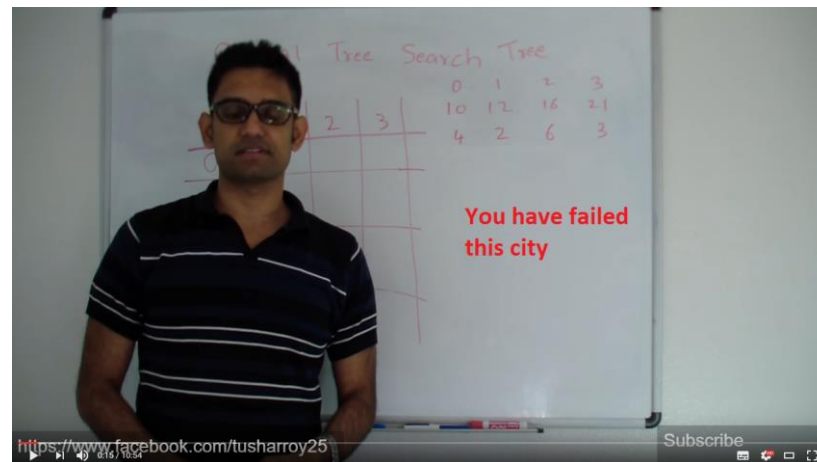 Tree Search Tree
0 1 2 3
10 12 16 21
2 3
4 2 6 3
0
You have failed
this city
https://www.facebook.com/tusharroy25
Subscribe
0:15 / 10:54